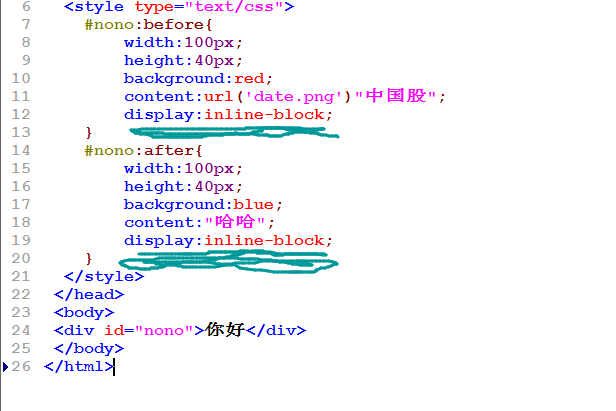 6 <style type="text/css">
7 #nono:before{
8 width:100px;
9 height:40px;
10 background:red;
11 content:url('date.png')"中国股";
12 display:inline-block;
13 }
14 #nono:after{
15 width:100px;
16 height:40px;
17 background:blue;
18 content:"哈哈";
19 display:inline-block;
20 }
21 </style>
22 </head>
23 <body>
24 <div id="nono">你好</div>
25 </body>
26 </html>